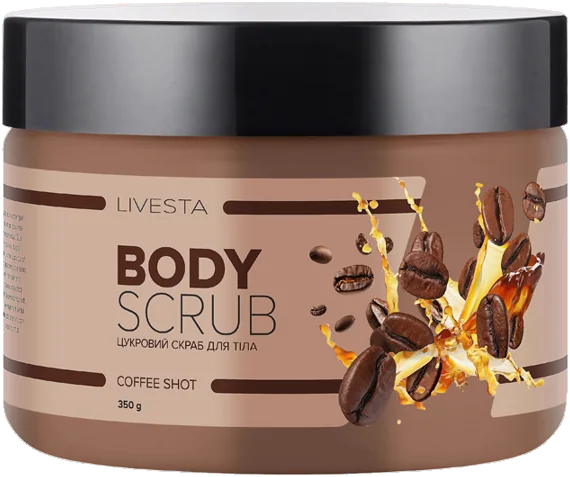 LIVESTA
BODY
SCRUB
ЦУКРОВИЙ СКРАБ ДЛЯ ТІЛА
COFFEE SHOT
350 g